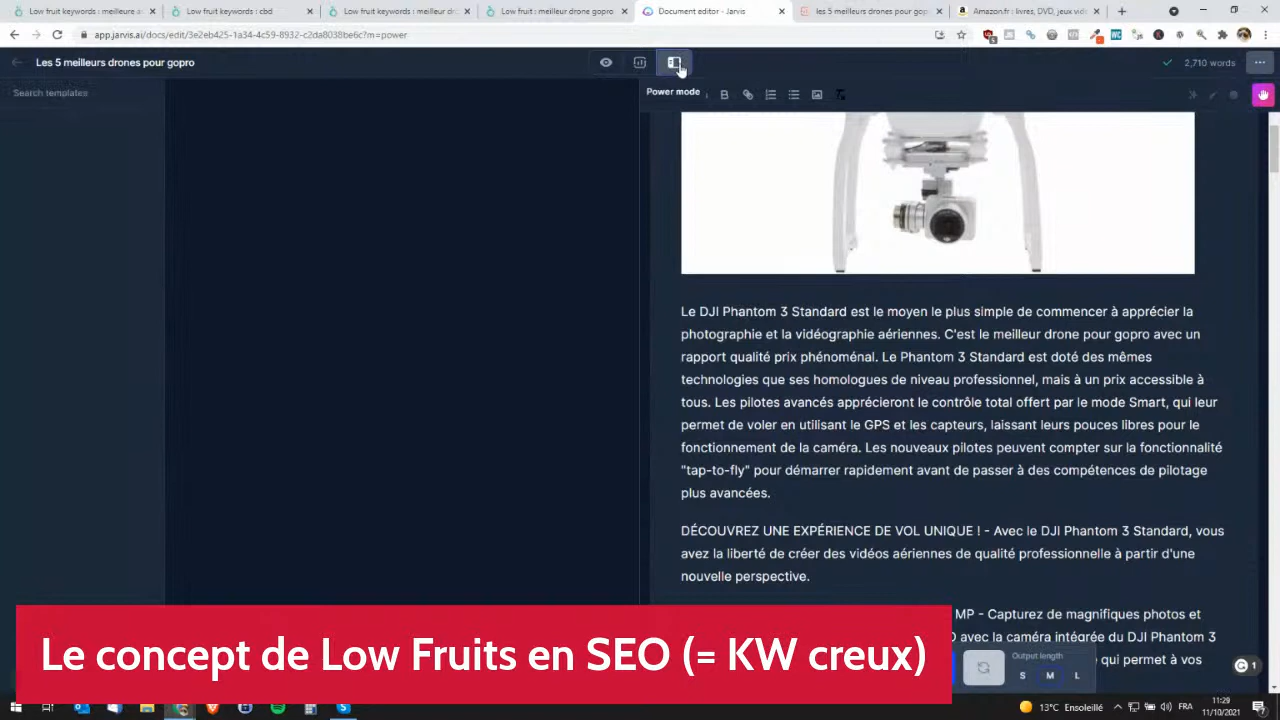 Low fruit keywords : meilleure a
Low fruit keywords : cbd
Low fruit keywords : meilleur dr
Low fruit : meilleur drone gopro
Document editor - Jarvis
les 5 meilleurs drones pour gop
Amazon.fr : livres, DVD, jeux vid
app.jarvis.ai/docs/edit/3e2eb425-1a34-4c59-8932-c2da8038be6c?m=power
Les 5 meilleurs drones pour gopro
2,710 words
Search templates
Power mode
Le DJI Phantom 3 Standard est le moyen le plus simple de commencer à apprécier la
photographie et la vidéographie aériennes. C'est le meilleur drone pour gopro avec un
rapport qualité prix phénoménal. Le Phantom 3 Standard est doté des mêmes
technologies que ses homologues de niveau professionnel, mais à un prix accessible à
tous. Les pilotes avancés apprécieront le contrôle total offert par le mode Smart, qui leur
permet de voler en utilisant le GPS et les capteurs, laissant leurs pouces libres pour le
fonctionnement de la caméra. Les nouveaux pilotes peuvent compter sur la fonctionnalité
"tap-to-fly" pour démarrer rapidement avant de passer à des compétences de pilotage
plus avancées.
DÉCOUVREZ UNE EXPÉRIENCE DE VOL UNIQUE ! - Avec le DJI Phantom 3 Standard, vous
avez la liberté de créer des vidéos aériennes de qualité professionnelle à partir d'une
nouvelle perspective.
MP - Capturez de magnifiques photos et
avec la caméra intégrée du DJI Phantom 3
qui permet à vos
Output length
S M L
1
Le concept de Low Fruits en SEO (= KW creux)
13°C Ensoleillé
FRA
11:29
11/10/2021